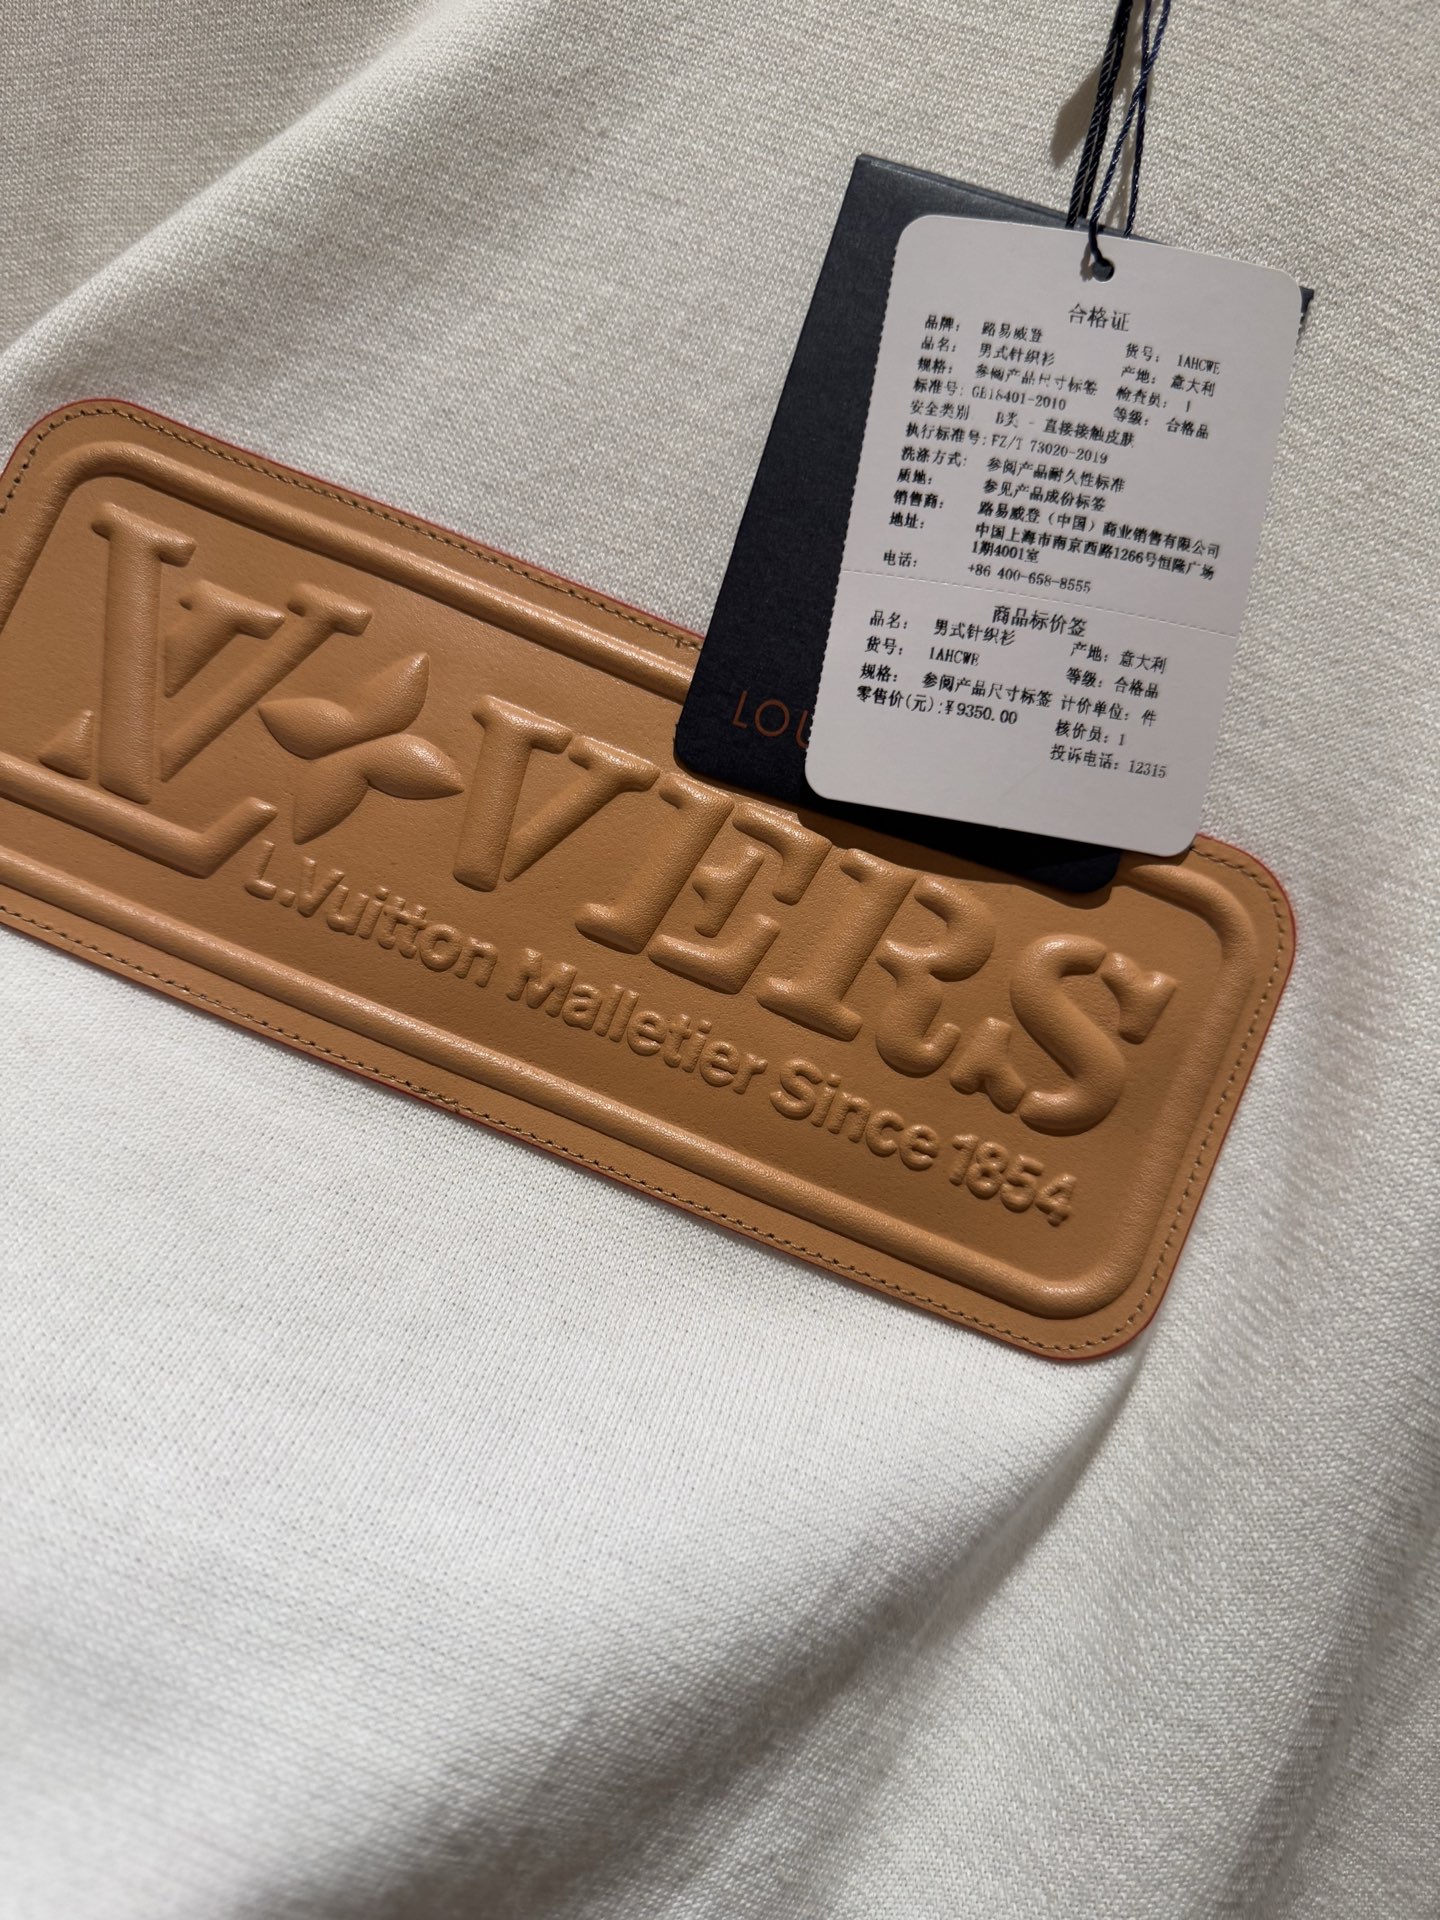 合格证
品牌: 路易威登 货号: 1AHCWE
品名: 男式针织衫 产地: 意大利
规格: 参阅产品尺寸标签 检查员: 1
标准号: GB18401-2010 等级: 合格品
安全类别 B类 - 直接接触皮肤
执行标准号: FZ/T 73020-2019
洗涤方式: 参阅产品耐久性标准
质地: 参见产品成份标签
销售商: 路易威登（中国）商业销售有限公司
地址: 中国上海市南京西路1266号恒隆广场
1期4001室
电话: +86 400-658-8555
商品标价签
品名: 男式针织衫 产地: 意大利
货号: 1AHCWE 等级: 合格品
规格: 参阅产品尺寸标签 计价单位: 件
零售价(元):¥9350.00 核价员: 1
投诉电话: 12315
LOU
LV VERS
L.Vuitton Malletier Since 1854